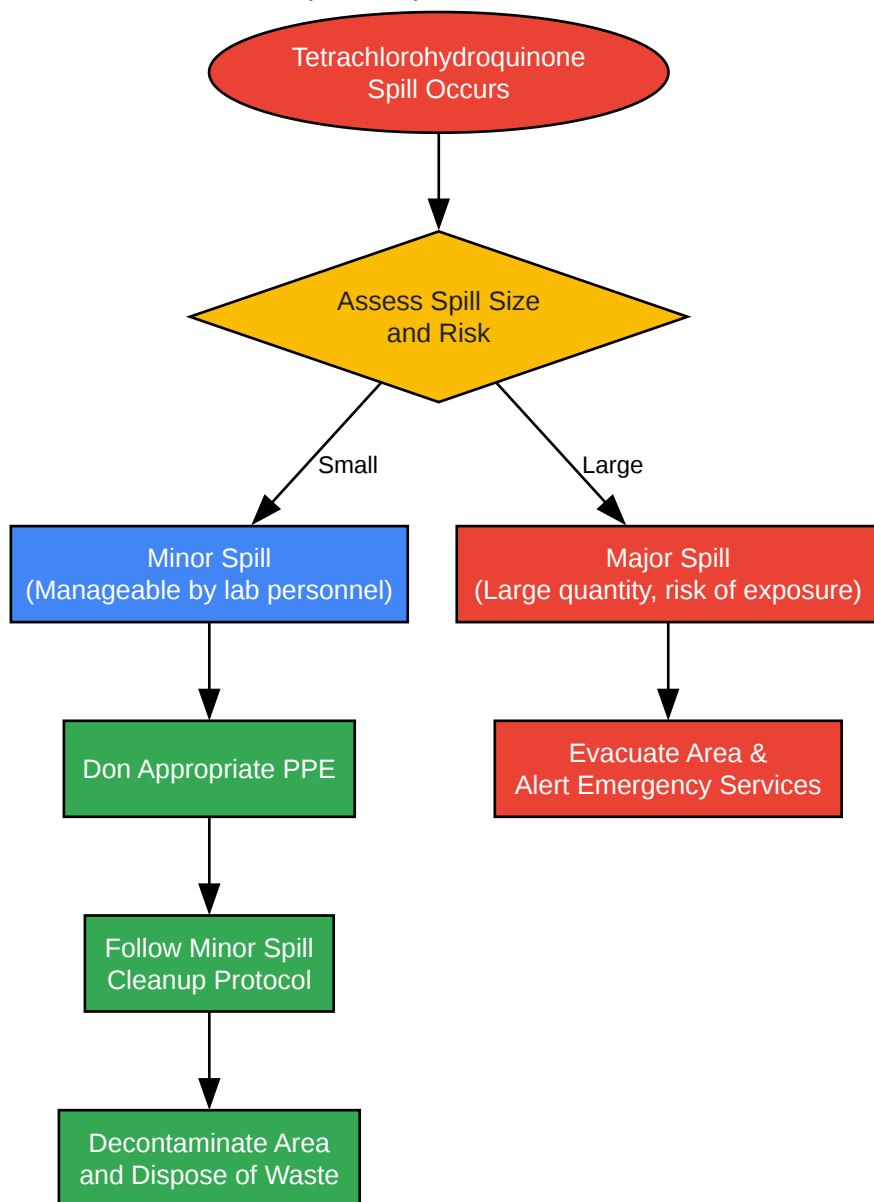 Tetrachlorohydroquinone
Spill Occurs
Assess Spill Size
and Risk
Small
Large
Minor Spill
(Manageable by lab personnel)
Major Spill
(Large quantity, risk of exposure)
Don Appropriate PPE
Evacuate Area &
Alert Emergency Services
Follow Minor Spill
Cleanup Protocol
Decontaminate Area
and Dispose of Waste